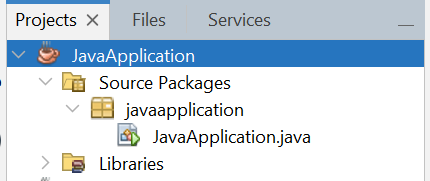 Projects Files Services
JavaApplication
Source Packages
javaapplication
JavaApplication.java
Libraries